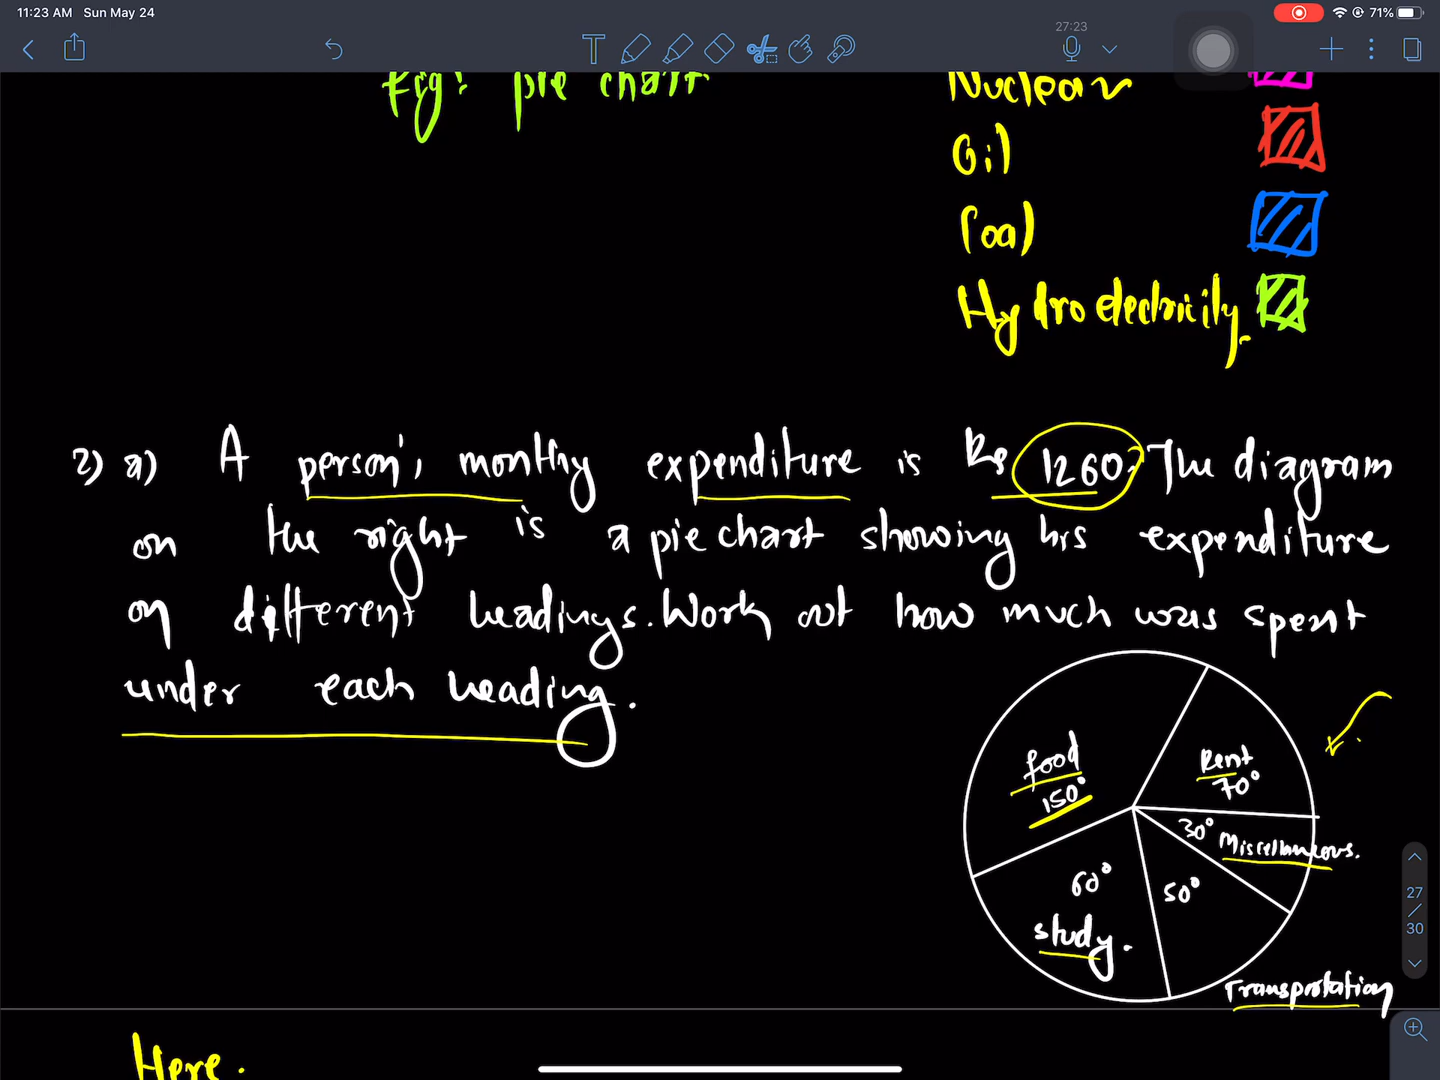 11:23 AM Sun May 24
71%
27:23
Fig: pie chart
Nuclear
Oil
Coal
Hydroelectricity.
2) a) A person's monthly expenditure is Rs 1260. The diagram
on the right is a pie chart showing his expenditure
on different headings. Work out how much was spent
under each heading.
food
150°
Rent
70°
30° Miscellaneous.
60°
50°
study.
Transportation
27
/
30
Here.